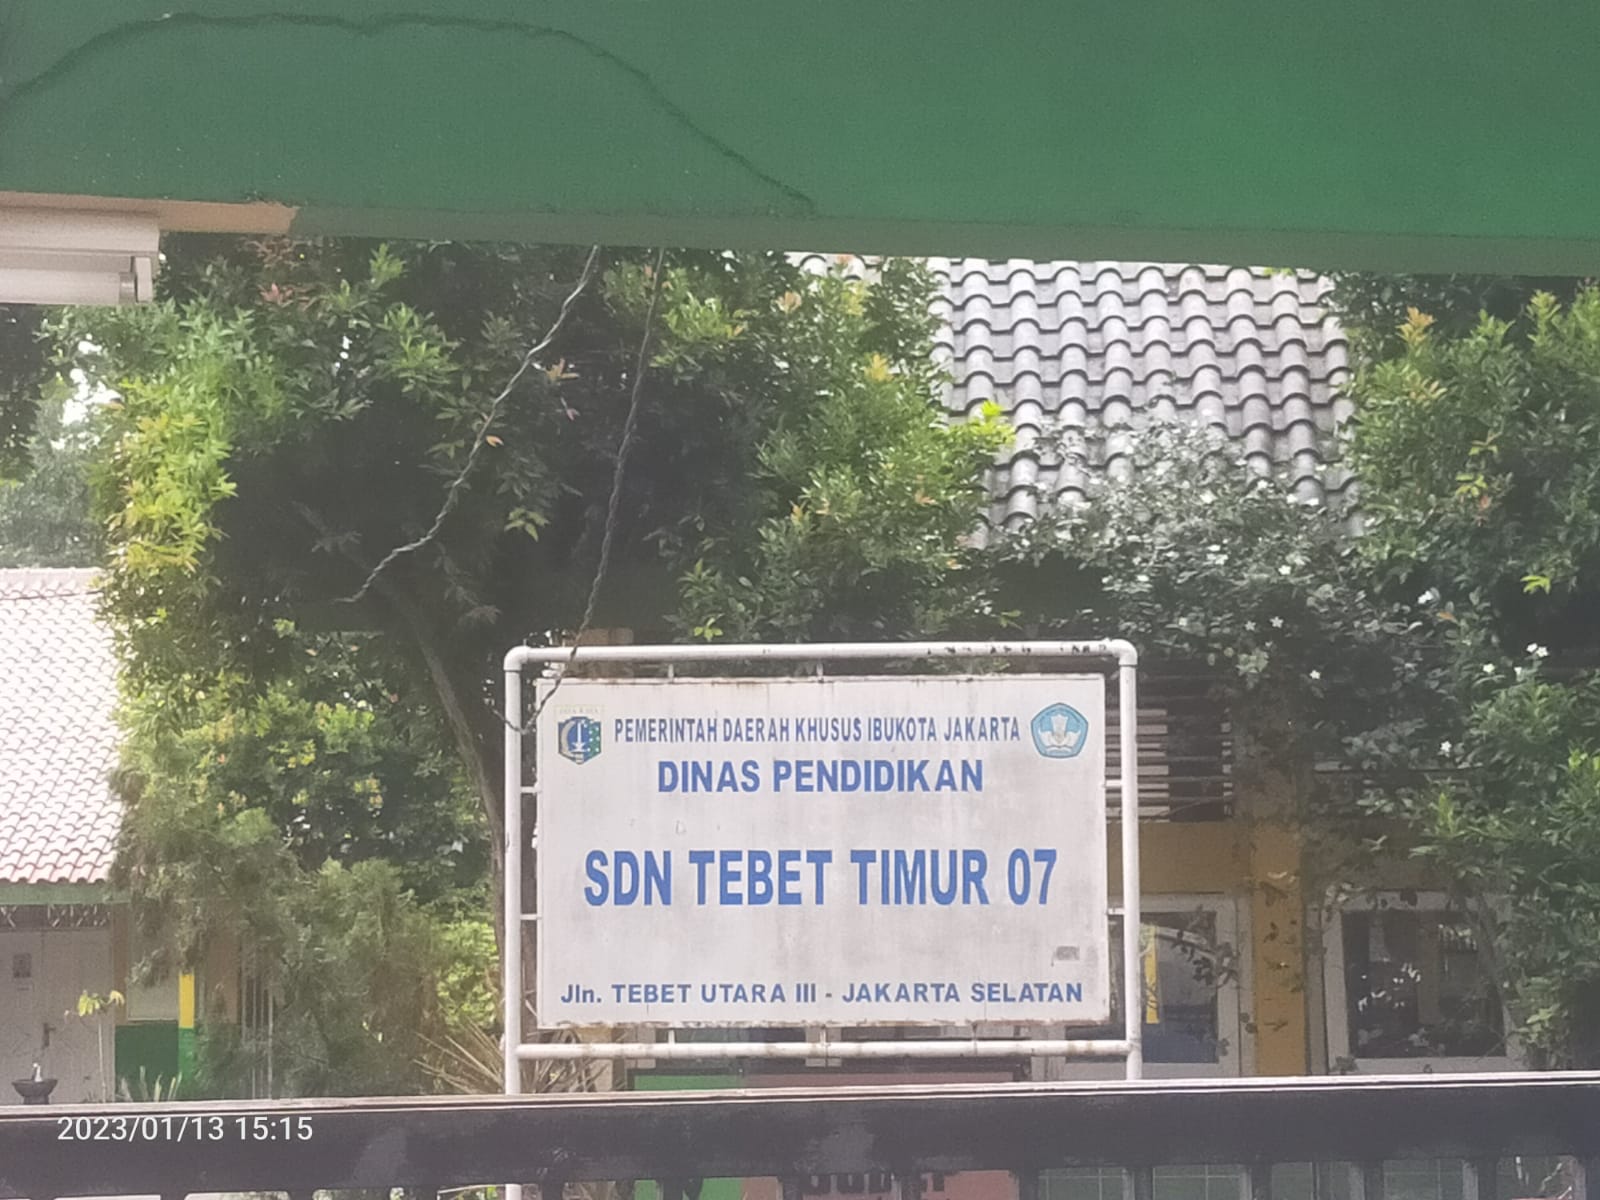 PEMERINTAH DAERAH KHUSUS IBUKOTA JAKARTA
DINAS PENDIDIKAN
SDN TEBET TIMUR 07
Jln. TEBET UTARA III - JAKARTA SELATAN
2023/01/13 15:15